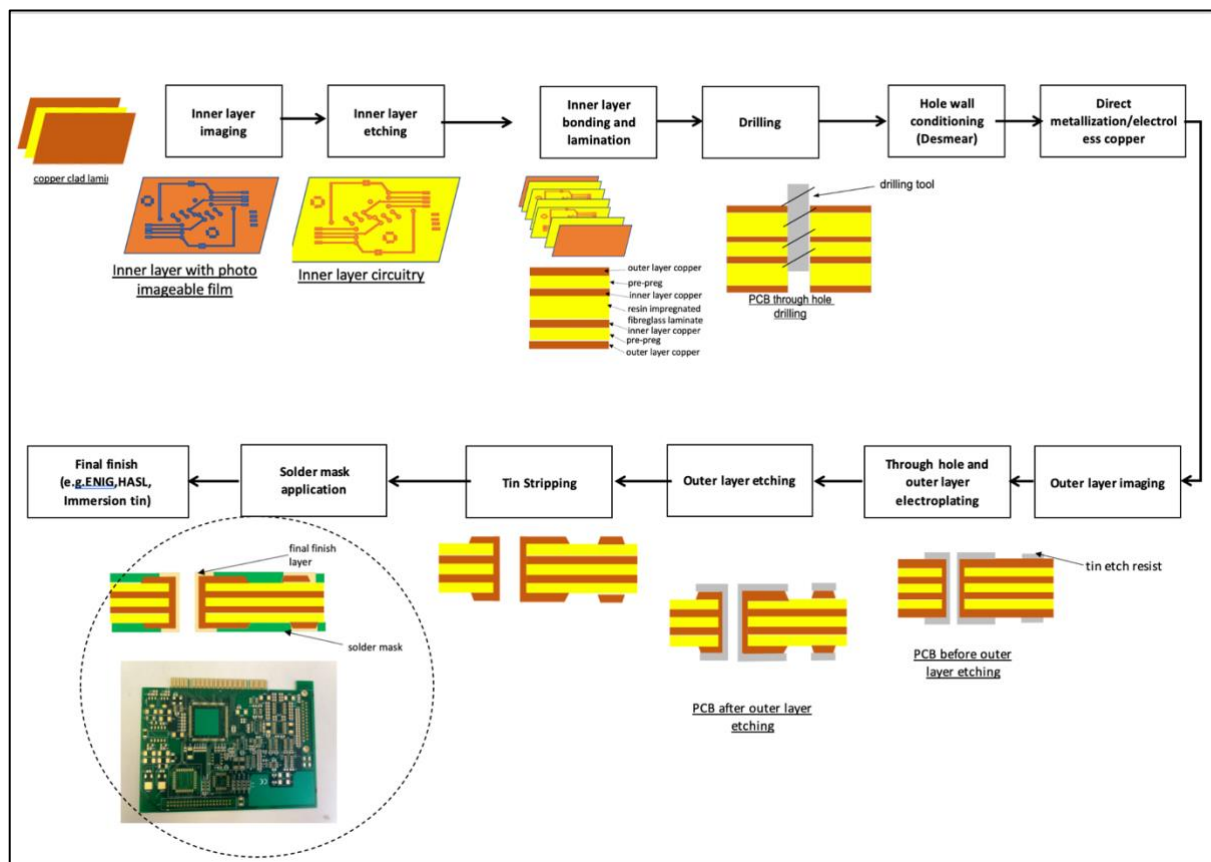 Inner layer
imaging
Inner layer
etching
Inner layer
bonding and
lamination
Drilling
Hole wall
conditioning
(Desmear)
Direct
metallization/electrol
ess copper
copper clad lami
Inner layer with photo
imageable film
Inner layer circuitry
outer layer copper
pre-preg
inner layer copper
resin impregnated
fibreglass laminate
inner layer copper
pre-preg
outer layer copper
drilling tool
PCB through hole
drilling
Final finish
(e.g.ENIG,HASL,
Immersion tin)
Solder mask
application
Tin Stripping
Outer layer etching
Through hole and
outer layer
electroplating
Outer layer imaging
final finish
layer
solder mask
PCB after outer layer
etching
tin etch resist
PCB before outer
layer etching